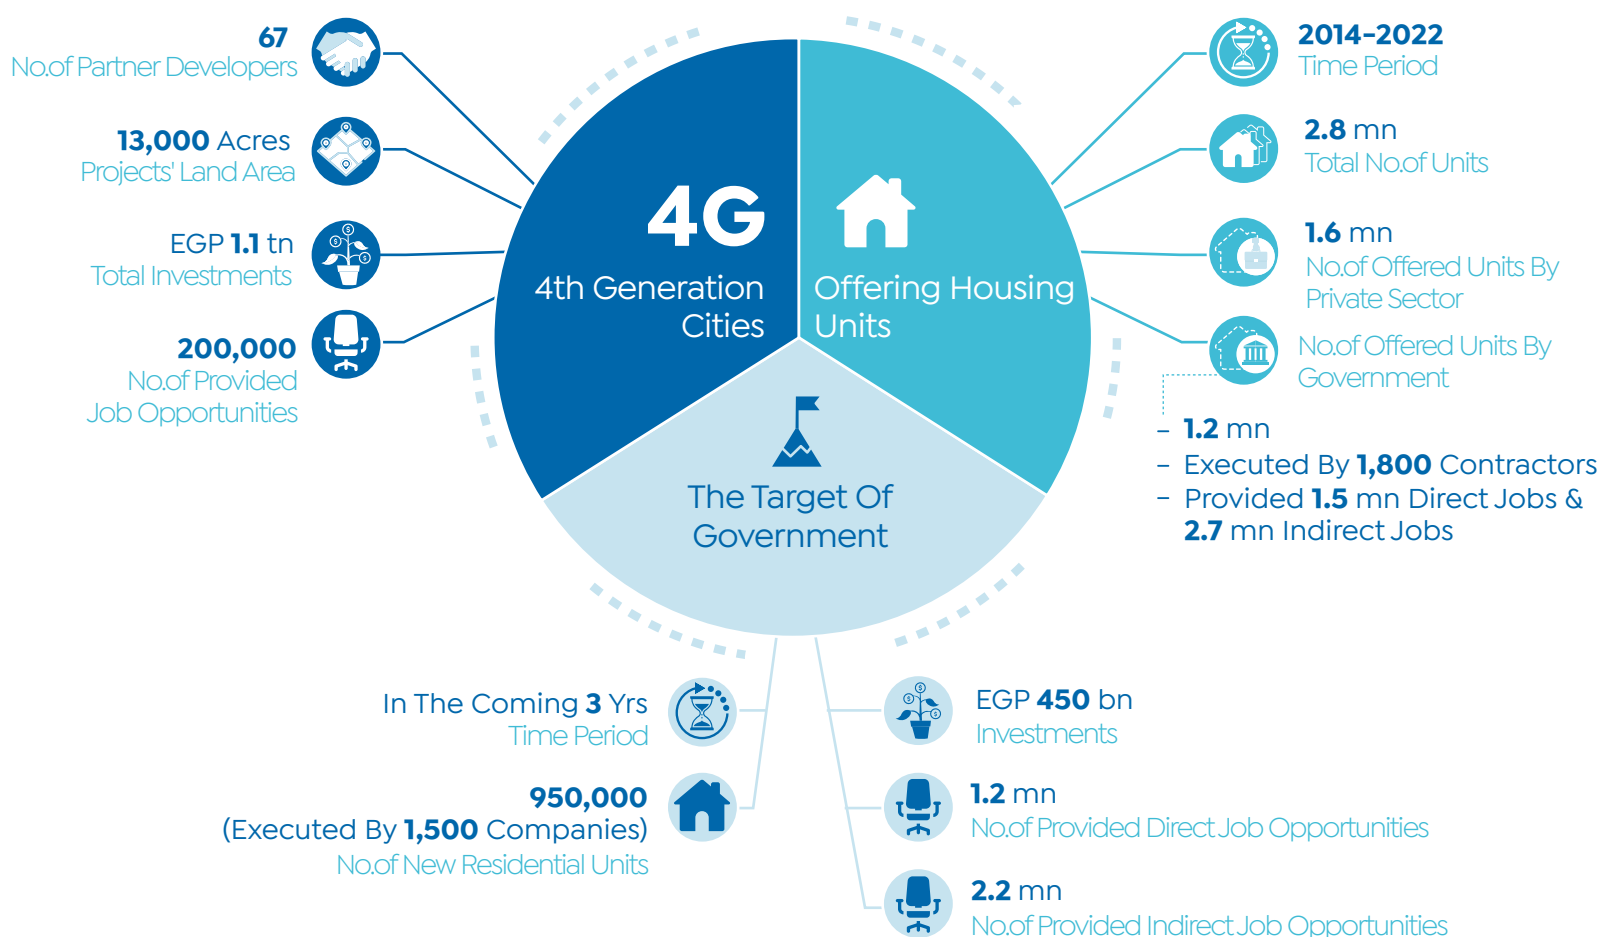 67
No.of Partner Developers
13,000 Acres
Projects' Land Area
EGP 1.1 tn
Total Investments
200,000
No.of Provided
Job Opportunities
4G
4th Generation
Cities
Offering Housing
Units
The Target Of
Government
2014-2022
Time Period
2.8 mn
Total No.of Units
1.6 mn
No.of Offered Units By
Private Sector
No.of Offered Units By
Government
- 1.2 mn
- Executed By 1,800 Contractors
- Provided 1.5 mn Direct Jobs &
2.7 mn Indirect Jobs
In The Coming 3 Yrs
Time Period
950,000
(Executed By 1,500 Companies)
No.of New Residential Units
EGP 450 bn
Investments
1.2 mn
No.of Provided Direct Job Opportunities
2.2 mn
No.of Provided Indirect Job Opportunities